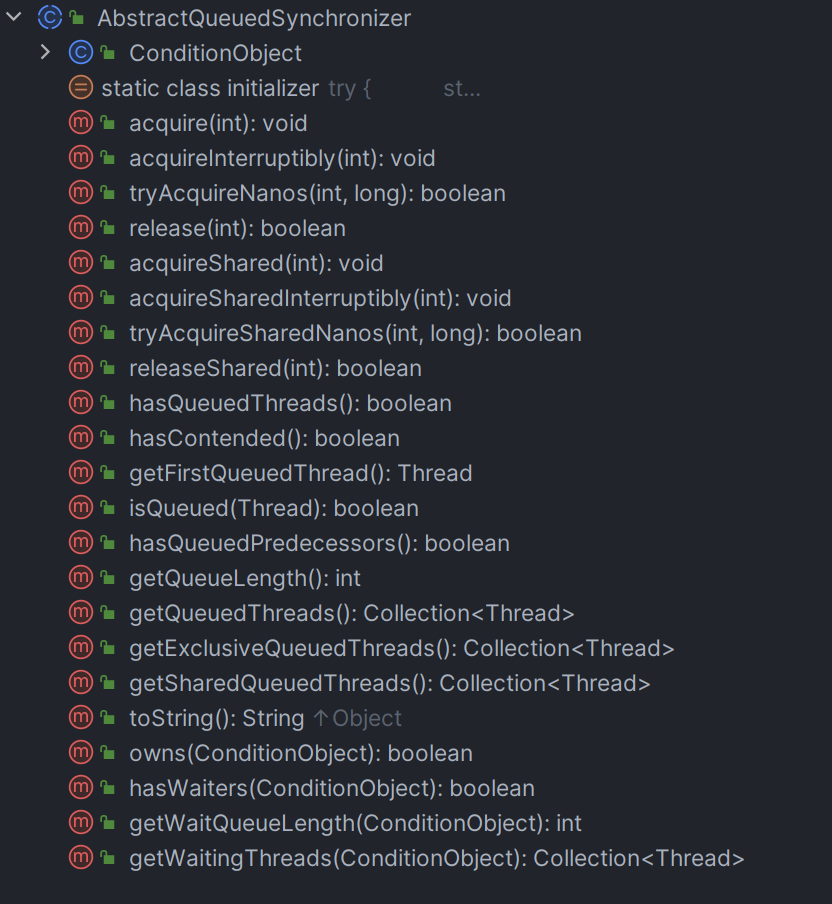 AbstractQueuedSynchronizer
ConditionObject
static class initializer try { st...
acquire(int): void
acquireInterruptibly(int): void
tryAcquireNanos(int, long): boolean
release(int): boolean
acquireShared(int): void
acquireSharedInterruptibly(int): void
tryAcquireSharedNanos(int, long): boolean
releaseShared(int): boolean
hasQueuedThreads(): boolean
hasContended(): boolean
getFirstQueuedThread(): Thread
isQueued(Thread): boolean
hasQueuedPredecessors(): boolean
getQueueLength(): int
getQueuedThreads(): Collection<Thread>
getExclusiveQueuedThreads(): Collection<Thread>
getSharedQueuedThreads(): Collection<Thread>
toString(): String ↑Object
owns(ConditionObject): boolean
hasWaiters(ConditionObject): boolean
getWaitQueueLength(ConditionObject): int
getWaitingThreads(ConditionObject): Collection<Thread>